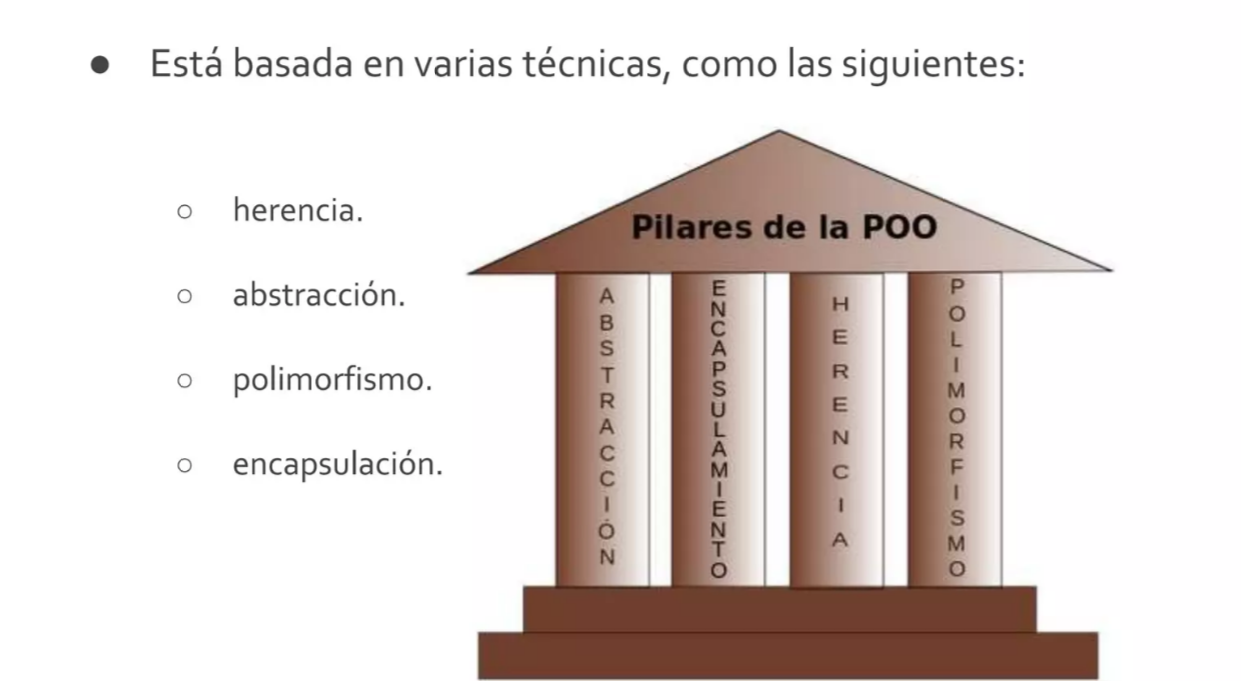 ● Está basada en varias técnicas, como las siguientes:
○ herencia.
○ abstracción.
○ polimorfismo.
○ encapsulación.
Pilares de la POO
ABSTRACCIÓN
ENCAPSULAMIENTO
HERENCIA
POLIMORFISMO